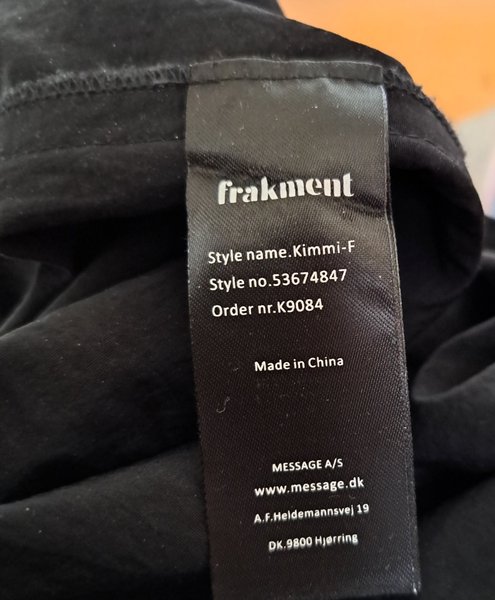 frakment
Style name.Kimmi-F
Style no.53674847
Order nr.K9084
Made in China
MESSAGE A/S
www.message.dk
A.F.Heldemannsvej 19
DK.9800 Hjørring